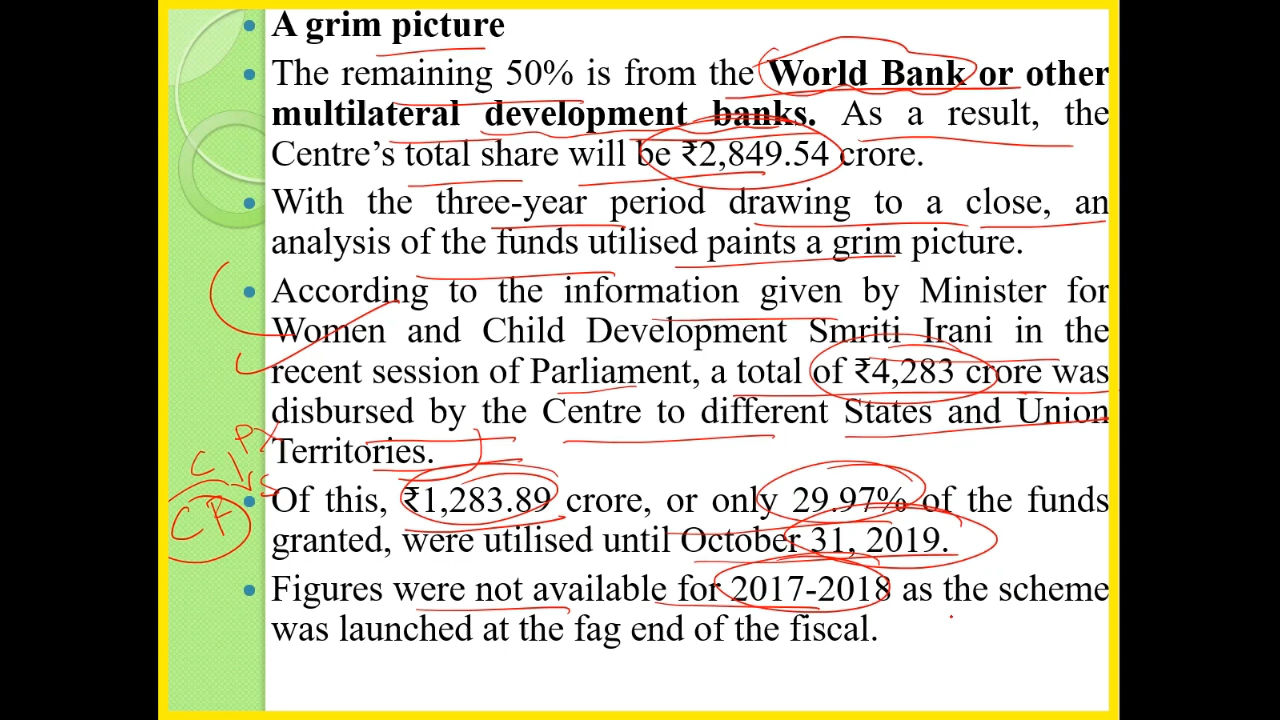 A grim picture
The remaining 50% is from the World Bank or other
multilateral development banks. As a result, the
Centre's total share will be ₹2,849.54 crore.
With the three-year period drawing to a close, an
analysis of the funds utilised paints a grim picture.
According to the information given by Minister for
Women and Child Development Smriti Irani in the
recent session of Parliament, a total of ₹4,283 crore was
disbursed by the Centre to different States and Union
Territories.
Of this, ₹1,283.89 crore, or only 29.97% of the funds
granted, were utilised until October 31, 2019.
Figures were not available for 2017-2018 as the scheme
was launched at the fag end of the fiscal.